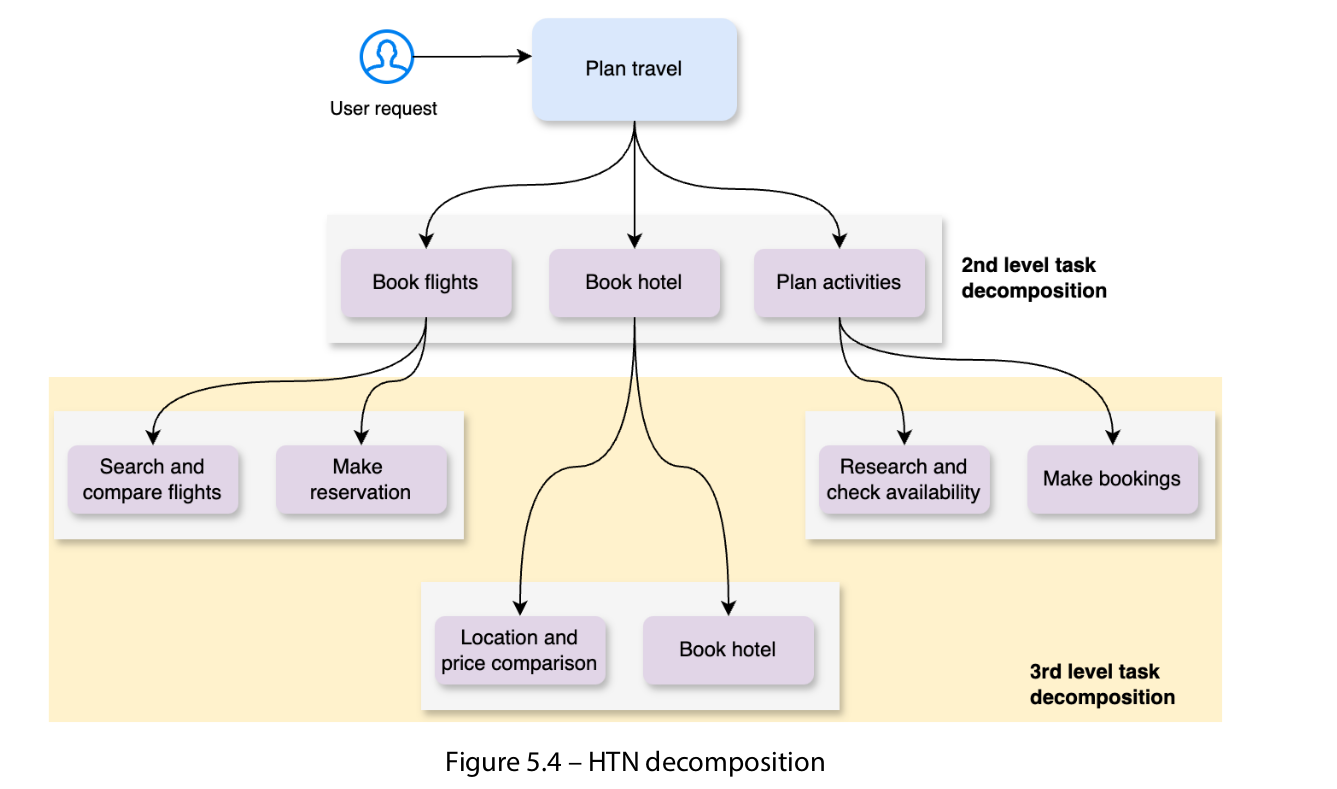 Plan travel
User request
Book flights
Book hotel
Plan activities
2nd level task
decomposition
Search and
compare flights
Make
reservation
Research and
check availability
Make bookings
Location and
price comparison
Book hotel
3rd level task
decomposition
Figure 5.4 – HTN decomposition